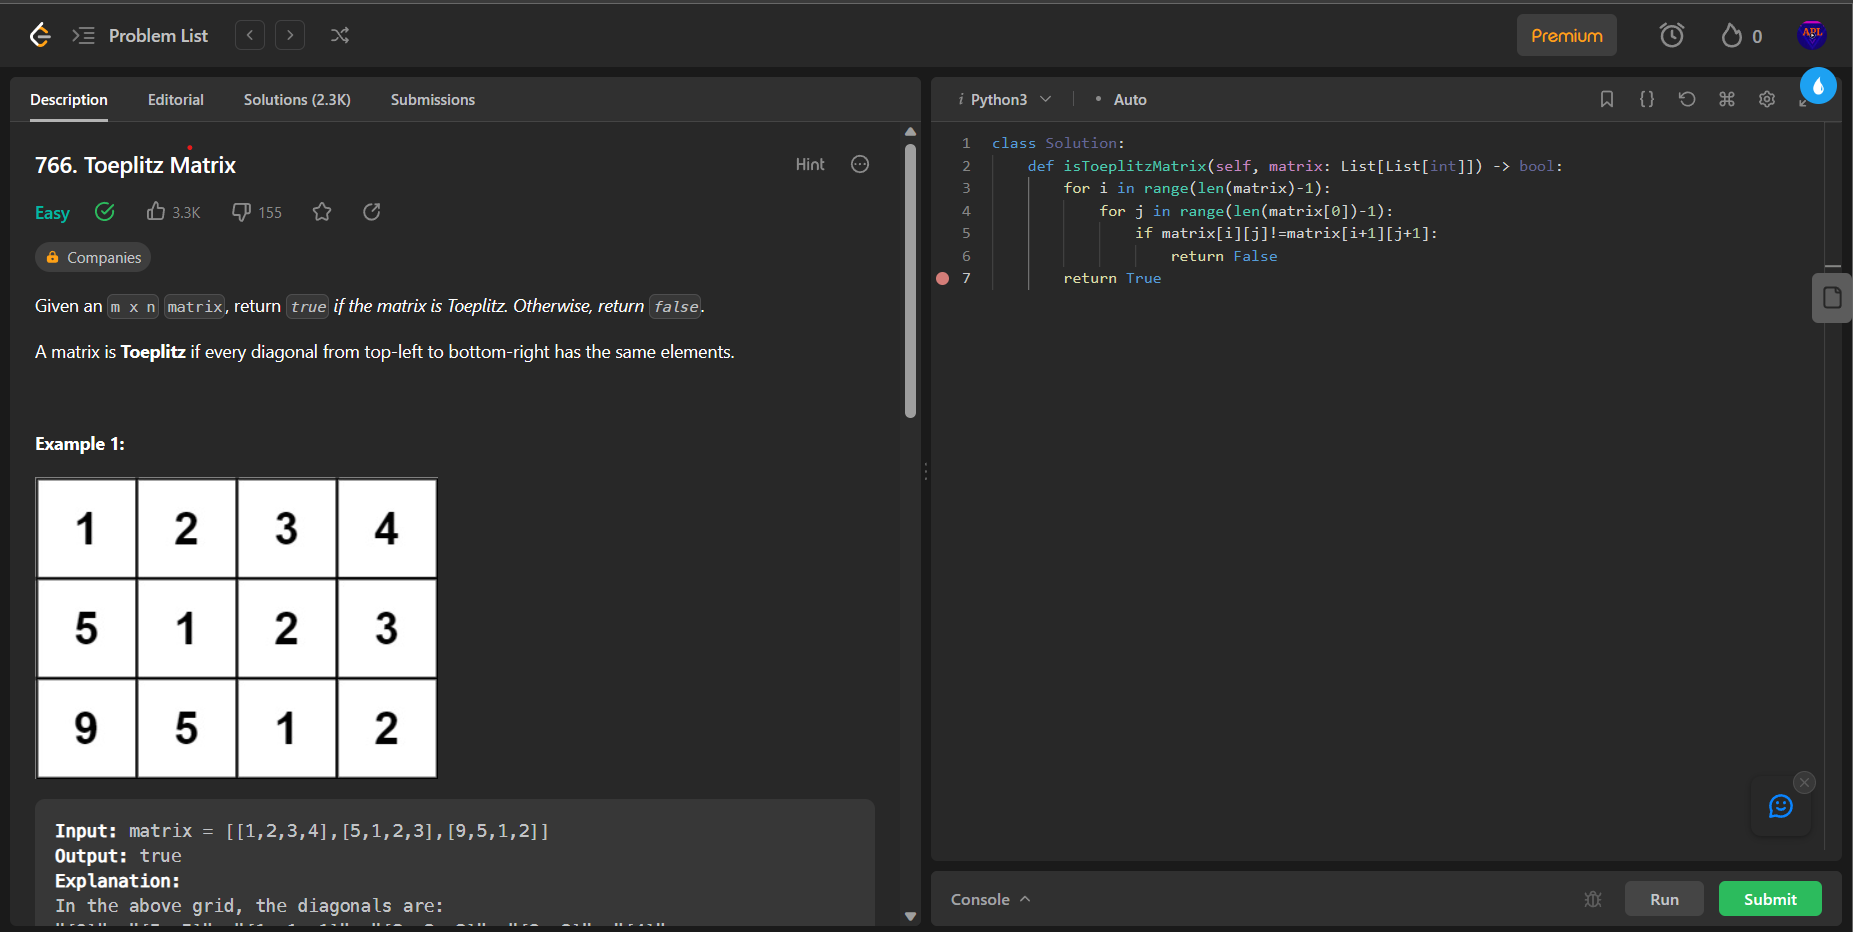 Problem List
Premium
0
APL
Description Editorial Solutions (2.3K) Submissions
766. Toeplitz Matrix
Hint
Easy 3.3K 155
Companies
Given an m x n matrix, return true if the matrix is Toeplitz. Otherwise, return false.
A matrix is Toeplitz if every diagonal from top-left to bottom-right has the same elements.
Example 1:
1 2 3 4
5 1 2 3
9 5 1 2
Input: matrix = [[1,2,3,4],[5,1,2,3],[9,5,1,2]]
Output: true
Explanation:
In the above grid, the diagonals are:
i Python3 • Auto
1 class Solution:
2 def isToeplitzMatrix(self, matrix: List[List[int]]) -> bool:
3 for i in range(len(matrix)-1):
4 for j in range(len(matrix[0])-1):
5 if matrix[i][j]!=matrix[i+1][j+1]:
6 return False
7 return True
Console Run Submit